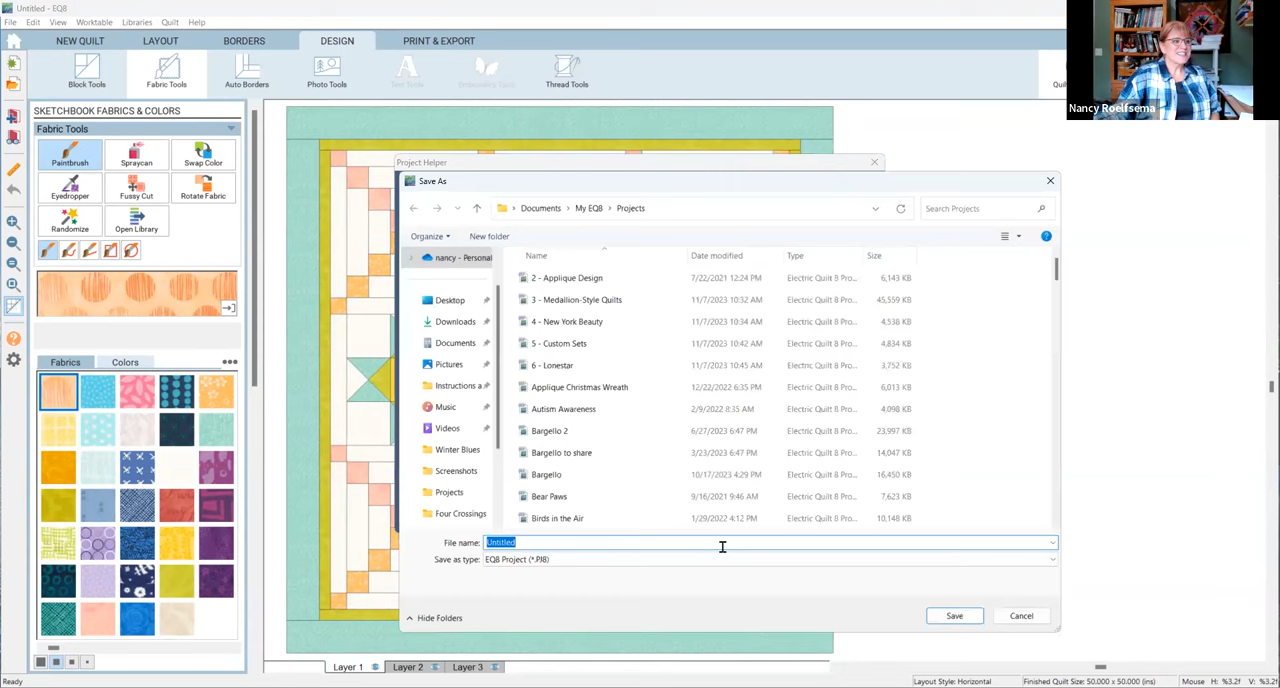 Untitled - EQ8
File Edit View Worktable Libraries Quilt Help
NEW QUILT LAYOUT BORDERS DESIGN PRINT & EXPORT
Block Tools Fabric Tools Auto Borders Photo Tools Text Tools Embroidery Tools Thread Tools
Nancy Roelfsema
SKETCHBOOK FABRICS & COLORS
Fabric Tools
Paintbrush Spraycan Swap Color
Eyedropper Fussy Cut Rotate Fabric
Randomize Open Library
Fabrics Colors
Project Helper
Save As
Documents My EQ8 Projects
Search Projects
Organize New folder
nancy - Personal
Desktop
Downloads
Documents
Pictures
Instructions a
Music
Videos
Winter Blues
Screenshots
Projects
Four Crossings
Name Date modified Type Size
2 - Applique Design 7/22/2021 12:24 PM Electric Quilt 8 Pro... 6,143 KB
3 - Medallion-Style Quilts 11/7/2023 10:32 AM Electric Quilt 8 Pro... 45,559 KB
4 - New York Beauty 11/7/2023 10:34 AM Electric Quilt 8 Pro... 4,538 KB
5 - Custom Sets 11/7/2023 10:42 AM Electric Quilt 8 Pro... 4,834 KB
6 - Lonestar 11/7/2023 10:45 AM Electric Quilt 8 Pro... 3,752 KB
Applique Christmas Wreath 12/22/2022 6:35 PM Electric Quilt 8 Pro... 6,013 KB
Autism Awareness 2/9/2022 8:35 AM Electric Quilt 8 Pro... 4,098 KB
Bargello 2 6/27/2023 6:47 PM Electric Quilt 8 Pro... 23,997 KB
Bargello to share 3/23/2023 6:47 PM Electric Quilt 8 Pro... 14,047 KB
Bargello 10/17/2023 4:29 PM Electric Quilt 8 Pro... 16,450 KB
Bear Paws 9/16/2021 9:46 AM Electric Quilt 8 Pro... 7,623 KB
Birds in the Air 1/29/2022 4:12 PM Electric Quilt 8 Pro... 10,148 KB
File name: Untitled
Save as type: EQ8 Project (*.PJ8)
Hide Folders
Save Cancel
Layer 1 Layer 2 Layer 3
Ready
Layout Style: Horizontal Finished Quilt Size: 50.000 x 50.000 (ins) Mouse H: %3.2f V: %3.2f